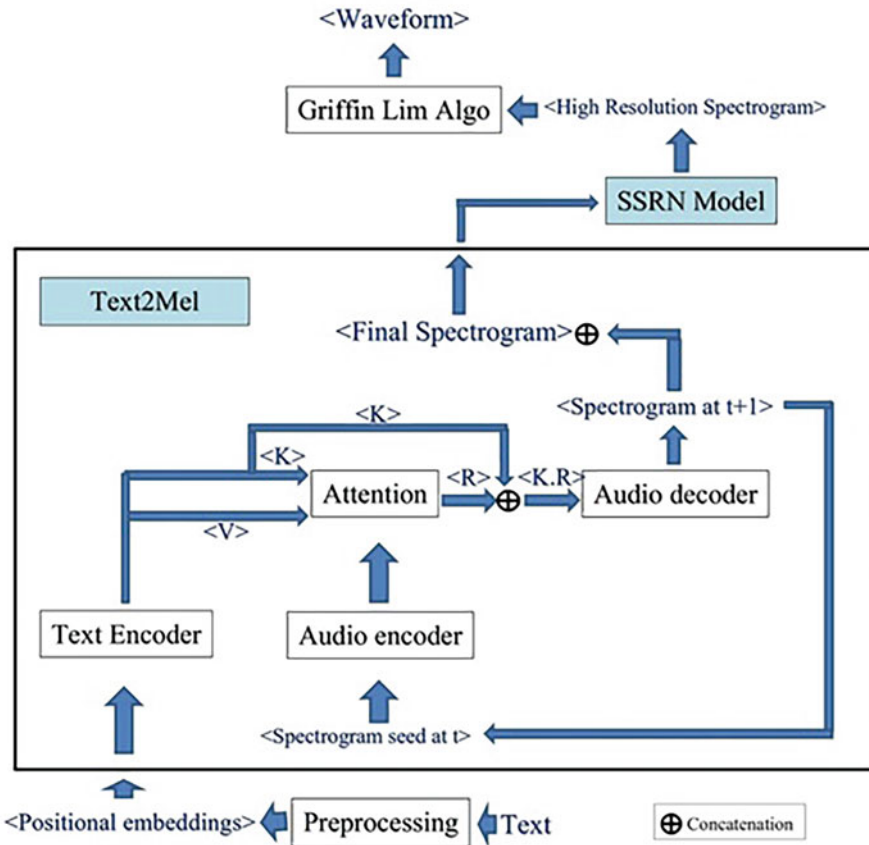 <Waveform>
Griffin Lim Algo
<High Resolution Spectrogram>
SSRN Model
Text2Mel
<Final Spectrogram>
<Spectrogram at t+1>
<K>
<K>
<R>
<K.R>
Attention
Audio decoder
<V>
Text Encoder
Audio encoder
<Spectrogram seed at t>
<Positional embeddings>
Preprocessing
Text
Concatenation